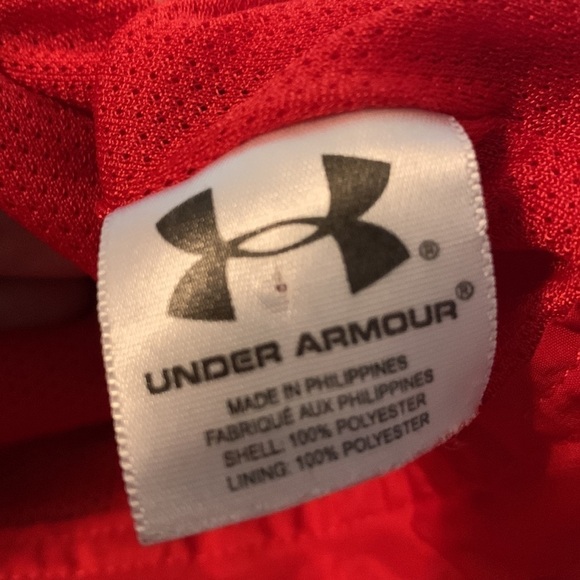 ®
UNDER ARMOUR®
MADE IN PHILIPPINES
FABRIQUÉ AUX PHILIPPINES
SHELL: 100% POLYESTER
LINING: 100% POLYESTER